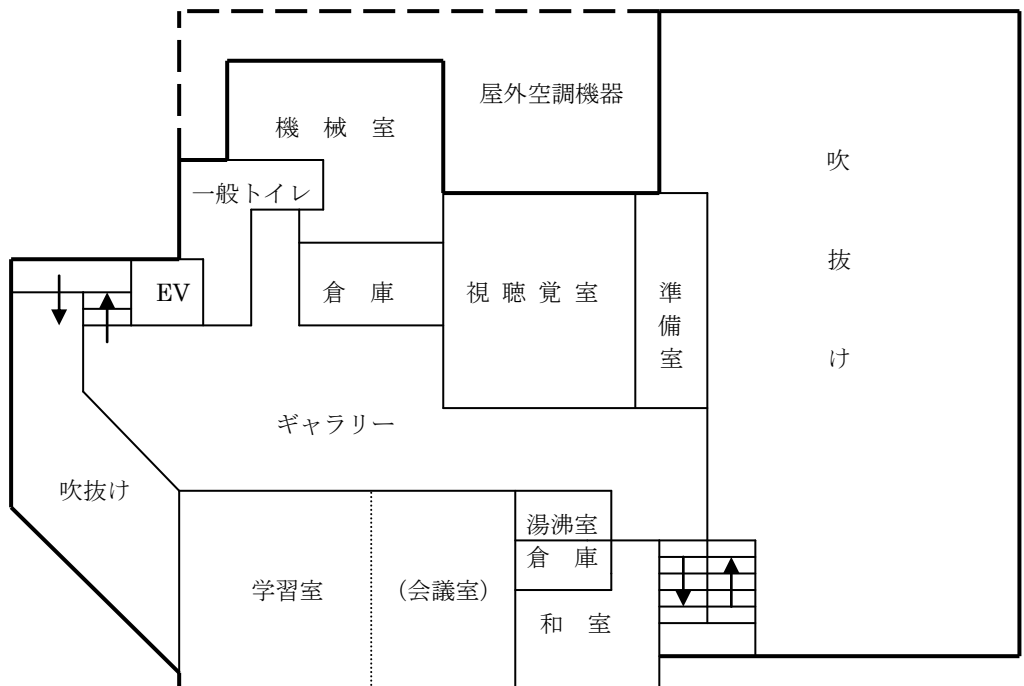 屋外空調機器
機 械 室
吹
抜
け
一般トイレ
EV
倉 庫
視 聴 覚 室
準
備
室
ギャラリー
吹抜け
湯沸室
倉 庫
学習室
(会議室)
和 室